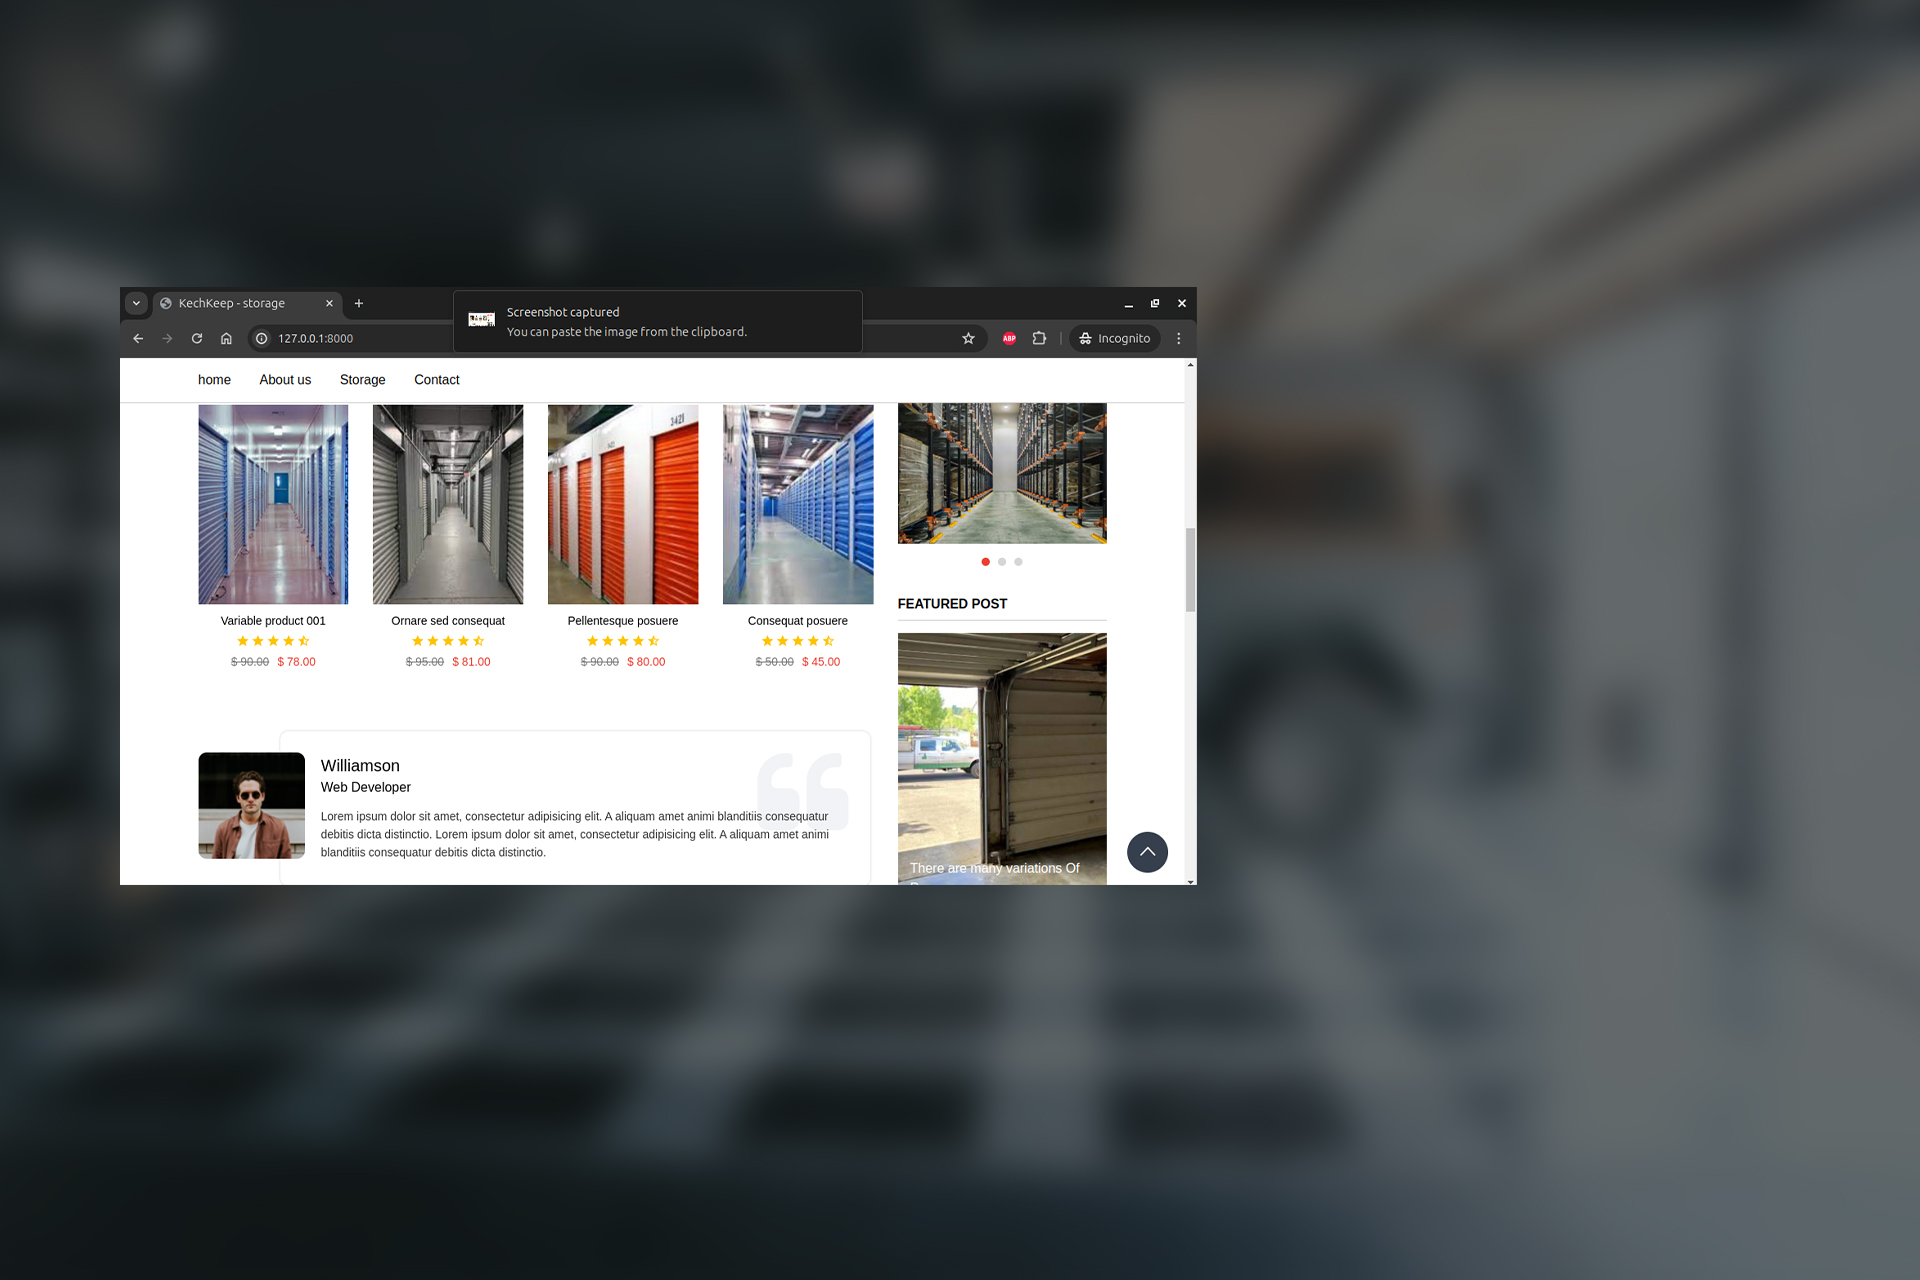 KechKeep - storage
Screenshot captured
You can paste the image from the clipboard.
127.0.0.1:8000
ABP
Incognito
home
About us
Storage
Contact
3421
Variable product 001
$ 90.00 $ 78.00
Ornare sed consequat
$ 95.00 $ 81.00
Pellentesque posuere
$ 90.00 $ 80.00
Consequat posuere
$ 50.00 $ 45.00
FEATURED POST
Williamson
Web Developer
Lorem ipsum dolor sit amet, consectetur adipisicing elit. A aliquam amet animi blanditiis consequatur
debitis dicta distinctio. Lorem ipsum dolor sit amet, consectetur adipisicing elit. A aliquam amet animi
blanditiis consequatur debitis dicta distinctio.
There are many variations Of